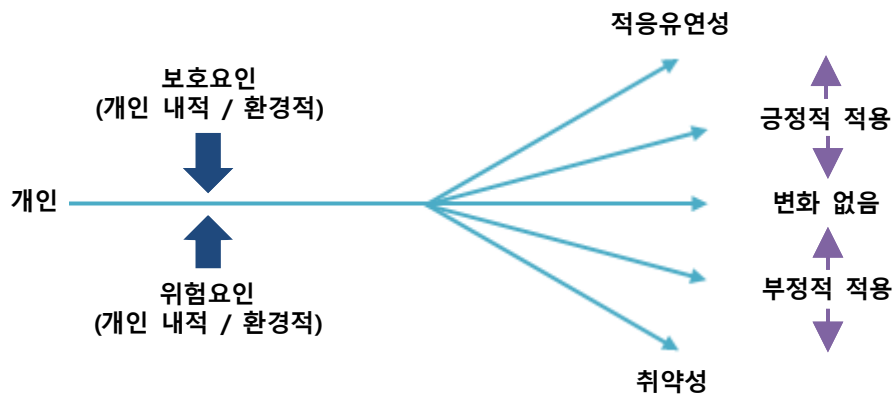 적응유연성
보호요인
(개인 내적 / 환경적)
긍정적 적용
개인
변화 없음
위험요인
(개인 내적 / 환경적)
부정적 적용
취약성